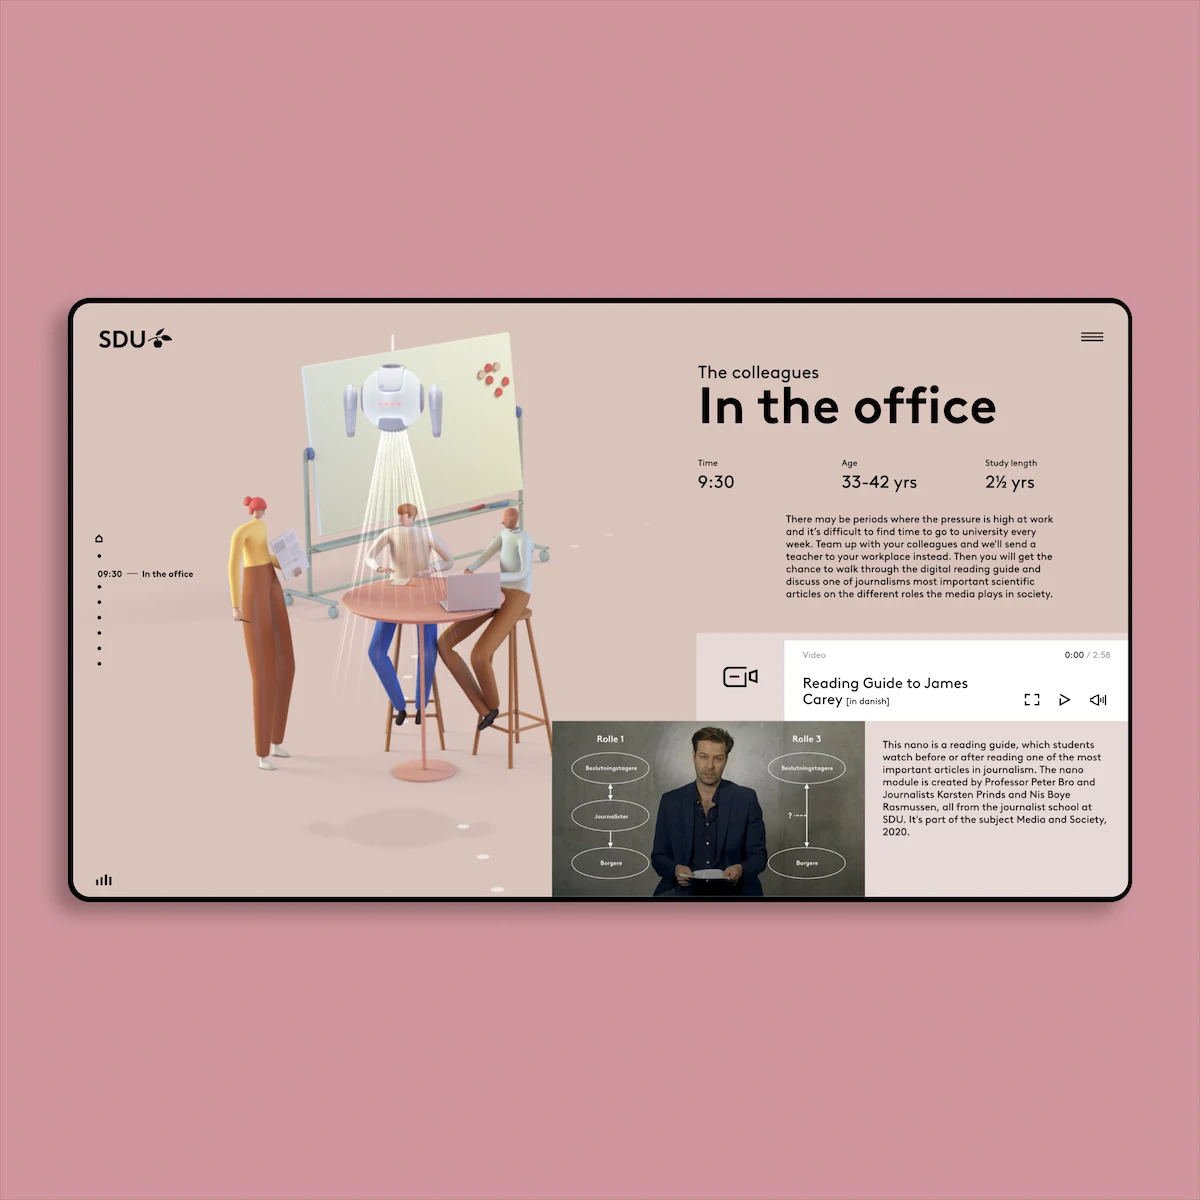 SDU
The colleagues
In the office
Time
9:30
Age
33-42 yrs
Study length
2½ yrs
There may be periods where the pressure is high at work
and it's difficult to find time to go to university every
week. Team up with your colleagues and we'll send a
teacher to your workplace instead. Then you will get the
chance to walk through the digital reading guide and
discuss one of journalisms most important scientific
articles on the different roles the media plays in society.
09:30 — In the office
Video
0:00 / 2:58
Reading Guide to James
Carey [in danish]
Rolle 1
Beslutningstagere
Journalister
Borgere
Rolle 3
Beslutningstagere
?
Borgere
This nano is a reading guide, which students
watch before or after reading one of the most
important articles in journalism. The nano
module is created by Professor Peter Bro and
Journalists Karsten Prinds and Nis Boye
Rasmussen, all from the journalist school at
SDU. It's part of the subject Media and Society,
2020.